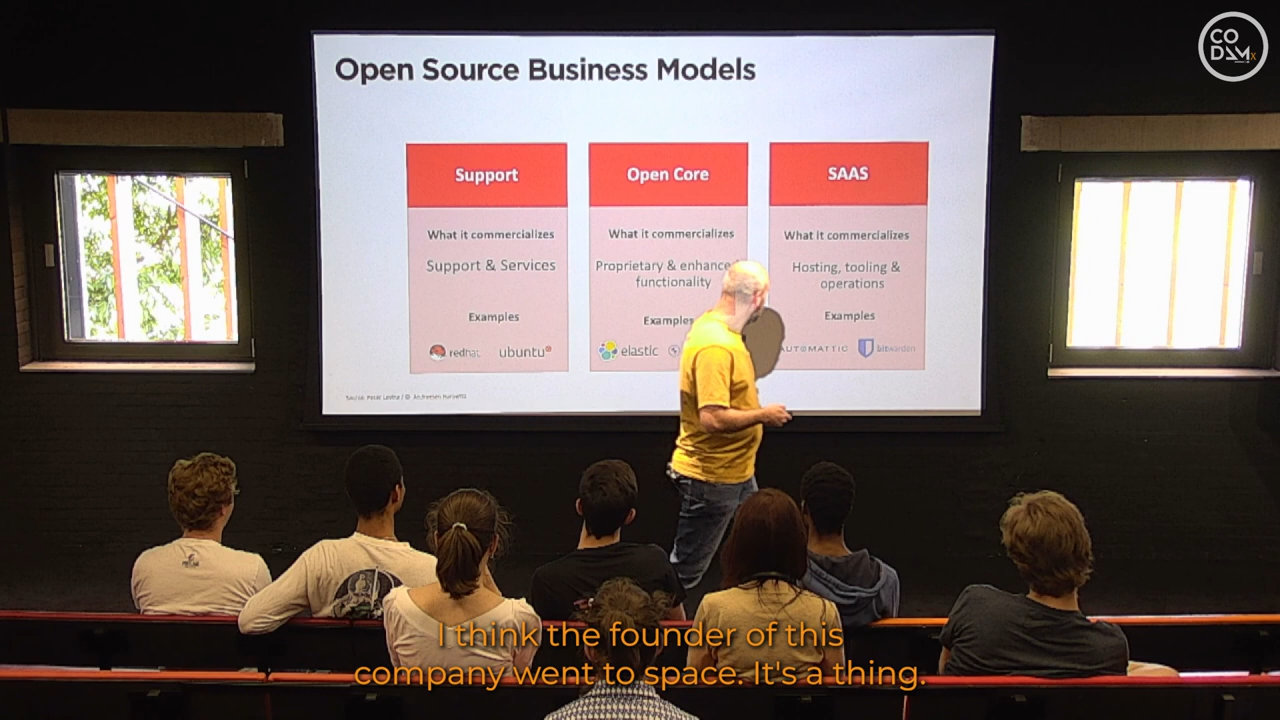 CO
DAM x
Open Source Business Models
Support
What it commercializes
Support & Services
Examples
redhat ubuntu
Open Core
What it commercializes
Proprietary & enhance
functionality
Examples
elastic
SAAS
What it commercializes
Hosting, tooling &
operations
Examples
AUTOMATTIC bitwarden
I think the founder of this
company went to space. It's a thing.